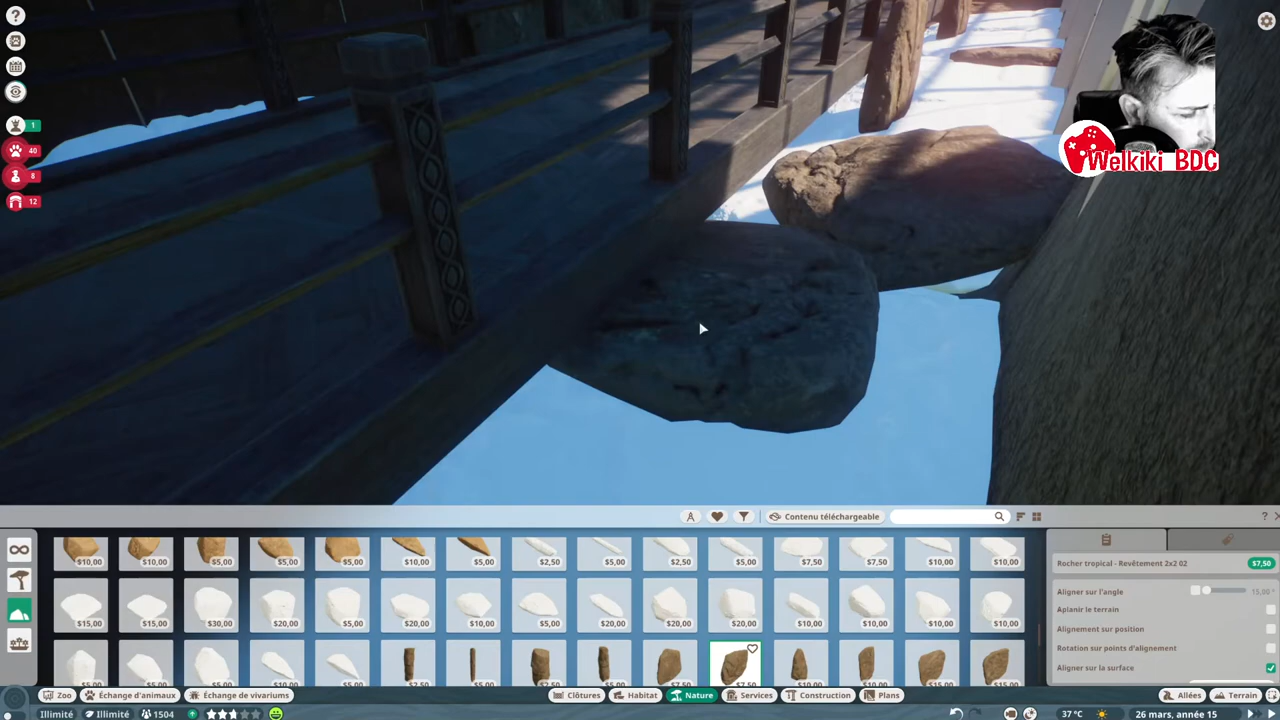 ?
1
40
8
12
Welkiki BDC
Contenu téléchargeable
?
$10,00 $10,00 $5,00 $5,00 $5,00 $10,00 $5,00 $2,50 $2,50 $2,50 $5,00 $7,50 $7,50 $10,00 $10,00
Rocher tropical - Revêtement 2x2 02 $7,50
Aligner sur l'angle 15,00°
Aplanir le terrain
$15,00 $15,00 $30,00 $20,00 $10,00 $20,00 $10,00 $5,00 $20,00 $20,00 $20,00 $10,00 $10,00 $10,00 $10,00
Alignement sur position
Rotation sur points d'alignement
Aligner sur la surface
Zoo Échange d'animaux Échange de vivariums Clôtures Habitat Nature Services Construction Plans Allées Terrain
Illimité Illimité 1504 37 °C 26 mars, année 15